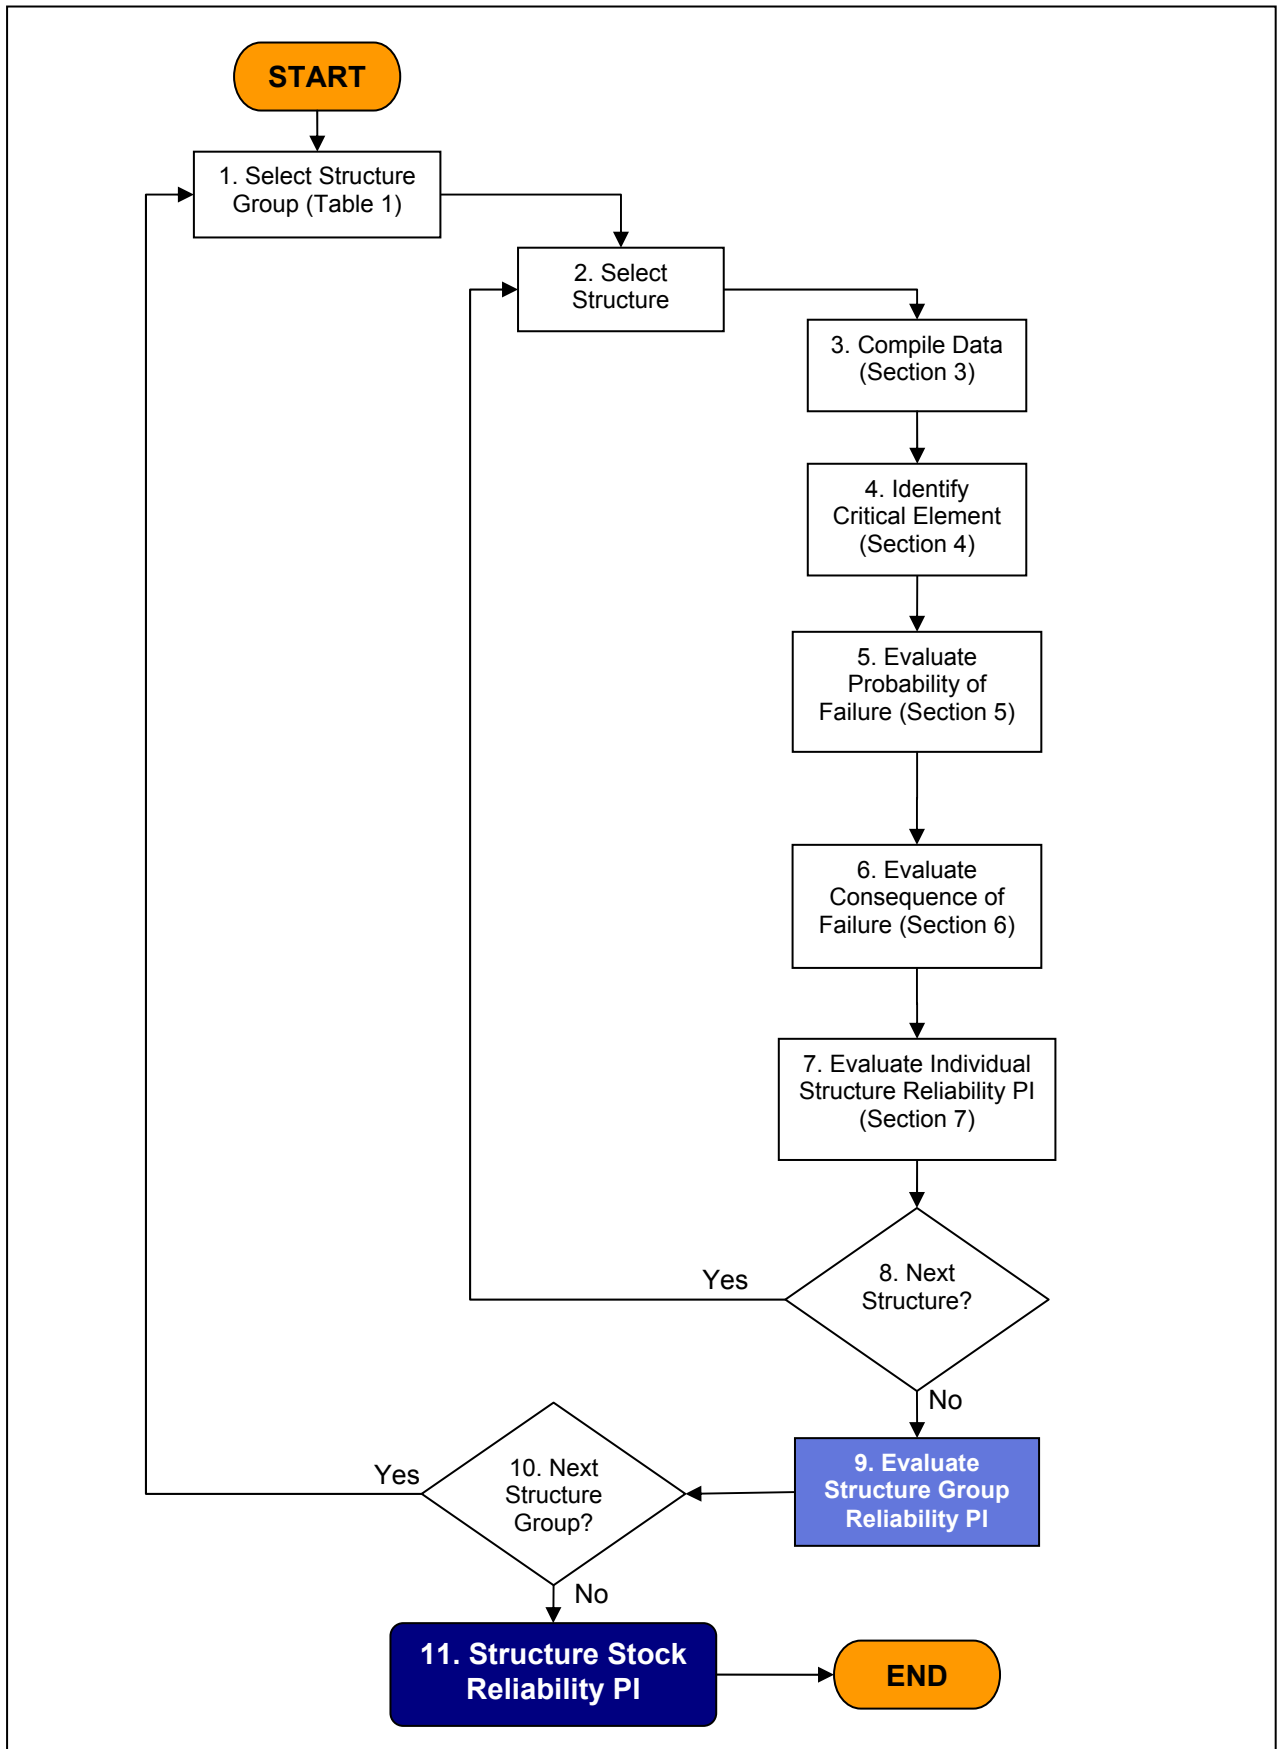 START
1. Select Structure
Group (Table 1)
2. Select
Structure
3. Compile Data
(Section 3)
4. Identify
Critical Element
(Section 4)
5. Evaluate
Probability of
Failure (Section 5)
6. Evaluate
Consequence of
Failure (Section 6)
7. Evaluate Individual
Structure Reliability PI
(Section 7)
8. Next
Structure?
Yes
No
9. Evaluate
Structure Group
Reliability PI
10. Next
Structure
Group?
Yes
No
11. Structure Stock
Reliability PI
END